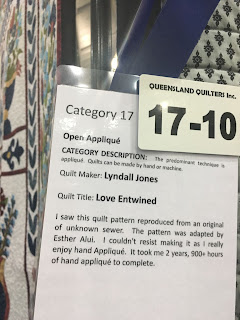 QUEENSLAND QUILTERS Inc.
17-10
Category 17
Open Appliqué
CATEGORY DESCRIPTION: The predominant technique is
appliqué. Quilts can be made by hand or machine.
Quilt Maker: Lyndall Jones
Quilt Title: Love Entwined
I saw this quilt pattern reproduced from an original
of unknown sewer. The pattern was adapted by
Esther Alui. I couldn't resist making it as I really
enjoy hand Appliqué. It took me 2 years, 900+ hours
of hand appliqué to complete.